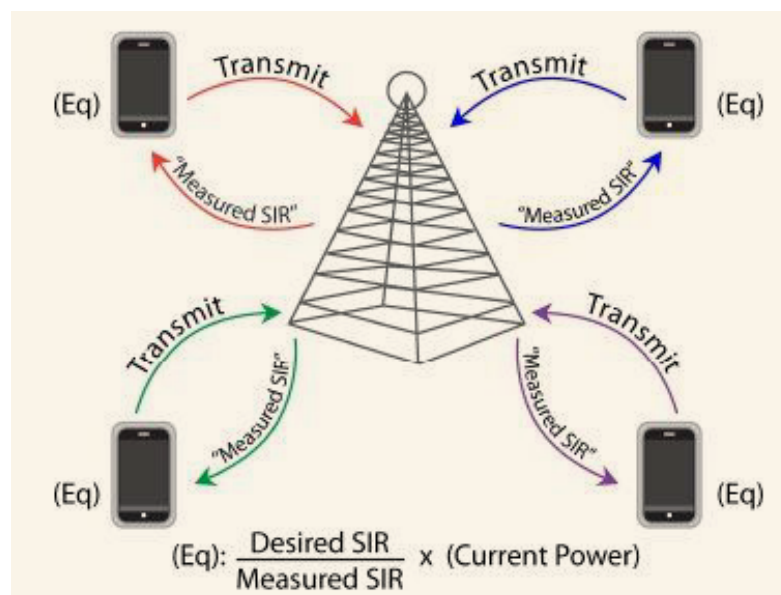 Transmit
Transmit
(Eq)
(Eq)
"Measured SIR"
"Measured SIR"
Transmit
Transmit
"Measured SIR"
"Measured SIR"
(Eq)
(Eq)
(Eq): Desired SIR / Measured SIR x (Current Power)